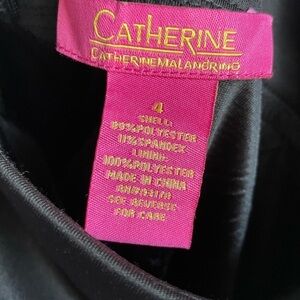 CATHERINE
CATHERINEMALANDRINO
4
SHELL:
89%POLYESTER
11%SPANDEX
LINING:
100%POLYESTER
MADE IN CHINA
SEE REVERSE
FOR CARE